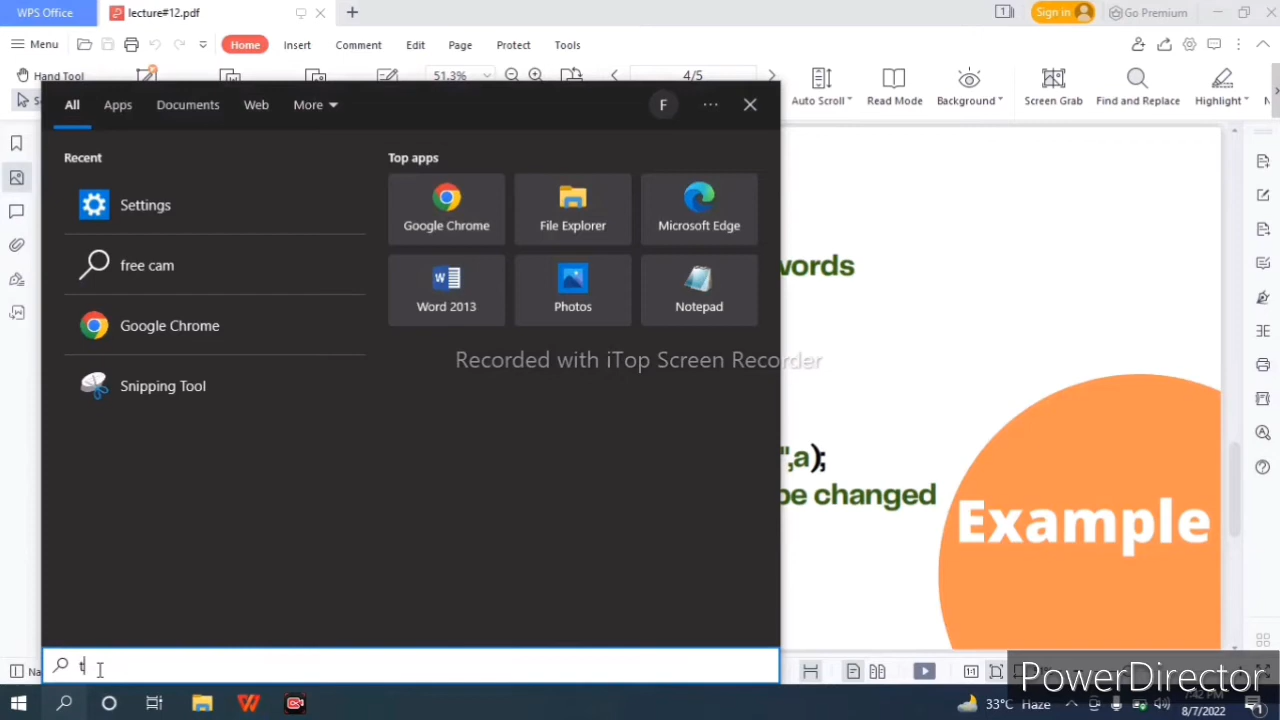 WPS Office lecture#12.pdf Sign in Go Premium
Menu Home Insert Comment Edit Page Protect Tools
Hand Tool 51.3% 4/5
Auto Scroll Read Mode Background Screen Grab Find and Replace Highlight
All Apps Documents Web More F
Recent
Settings
free cam
Google Chrome
Snipping Tool
Top apps
Google Chrome File Explorer Microsoft Edge
Word 2013 Photos Notepad
words
Recorded with iTop Screen Recorder
",a);
be changed
Example
t
Na
PowerDirector
33°C Haze 7:42 PM
8/7/2022